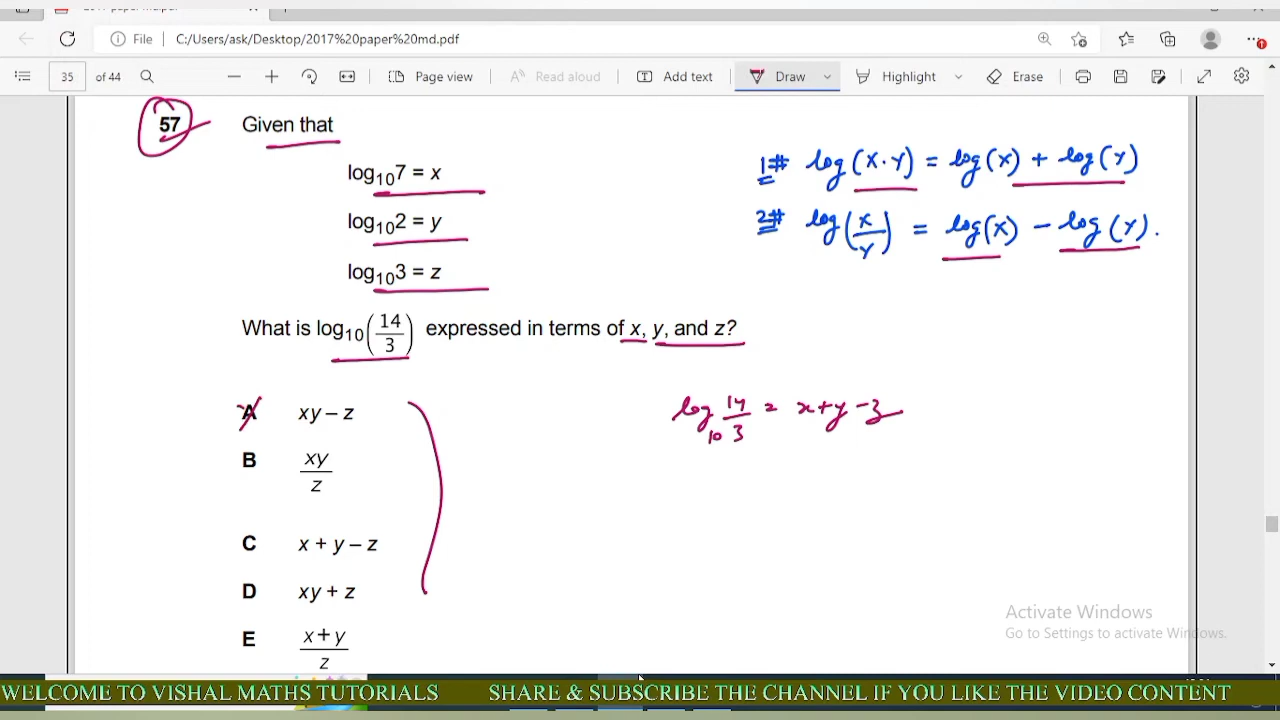 File C:/Users/ask/Desktop/2017%20paper%20md.pdf
35 of 44 Page view Read aloud Add text Draw Highlight Erase
57 Given that
log₁₀7 = x
log₁₀2 = y
log₁₀3 = z
What is log₁₀(14/3) expressed in terms of x, y, and z?
1# log(X·Y) = log(X) + log(Y)
2# log(X/Y) = log(X) - log(Y).
log₁₀ 14/3 = x+y-z
A xy – z
B xy/z
C x + y – z
D xy + z
E x+y/z
Activate Windows
Go to Settings to activate Windows.
WELCOME TO VISHAL MATHS TUTORIALS SHARE & SUBSCRIBE THE CHANNEL IF YOU LIKE THE VIDEO CONTENT